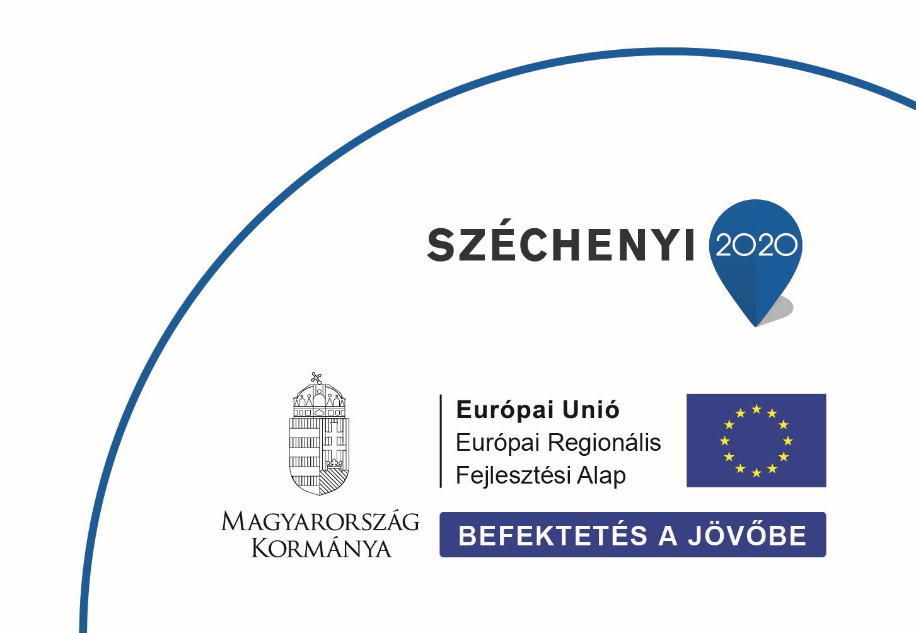 SZÉCHENYI 2020
MAGYARORSZÁG
KORMÁNYA
Európai Unió
Európai Regionális
Fejlesztési Alap
BEFEKTETÉS A JÖVŐBE